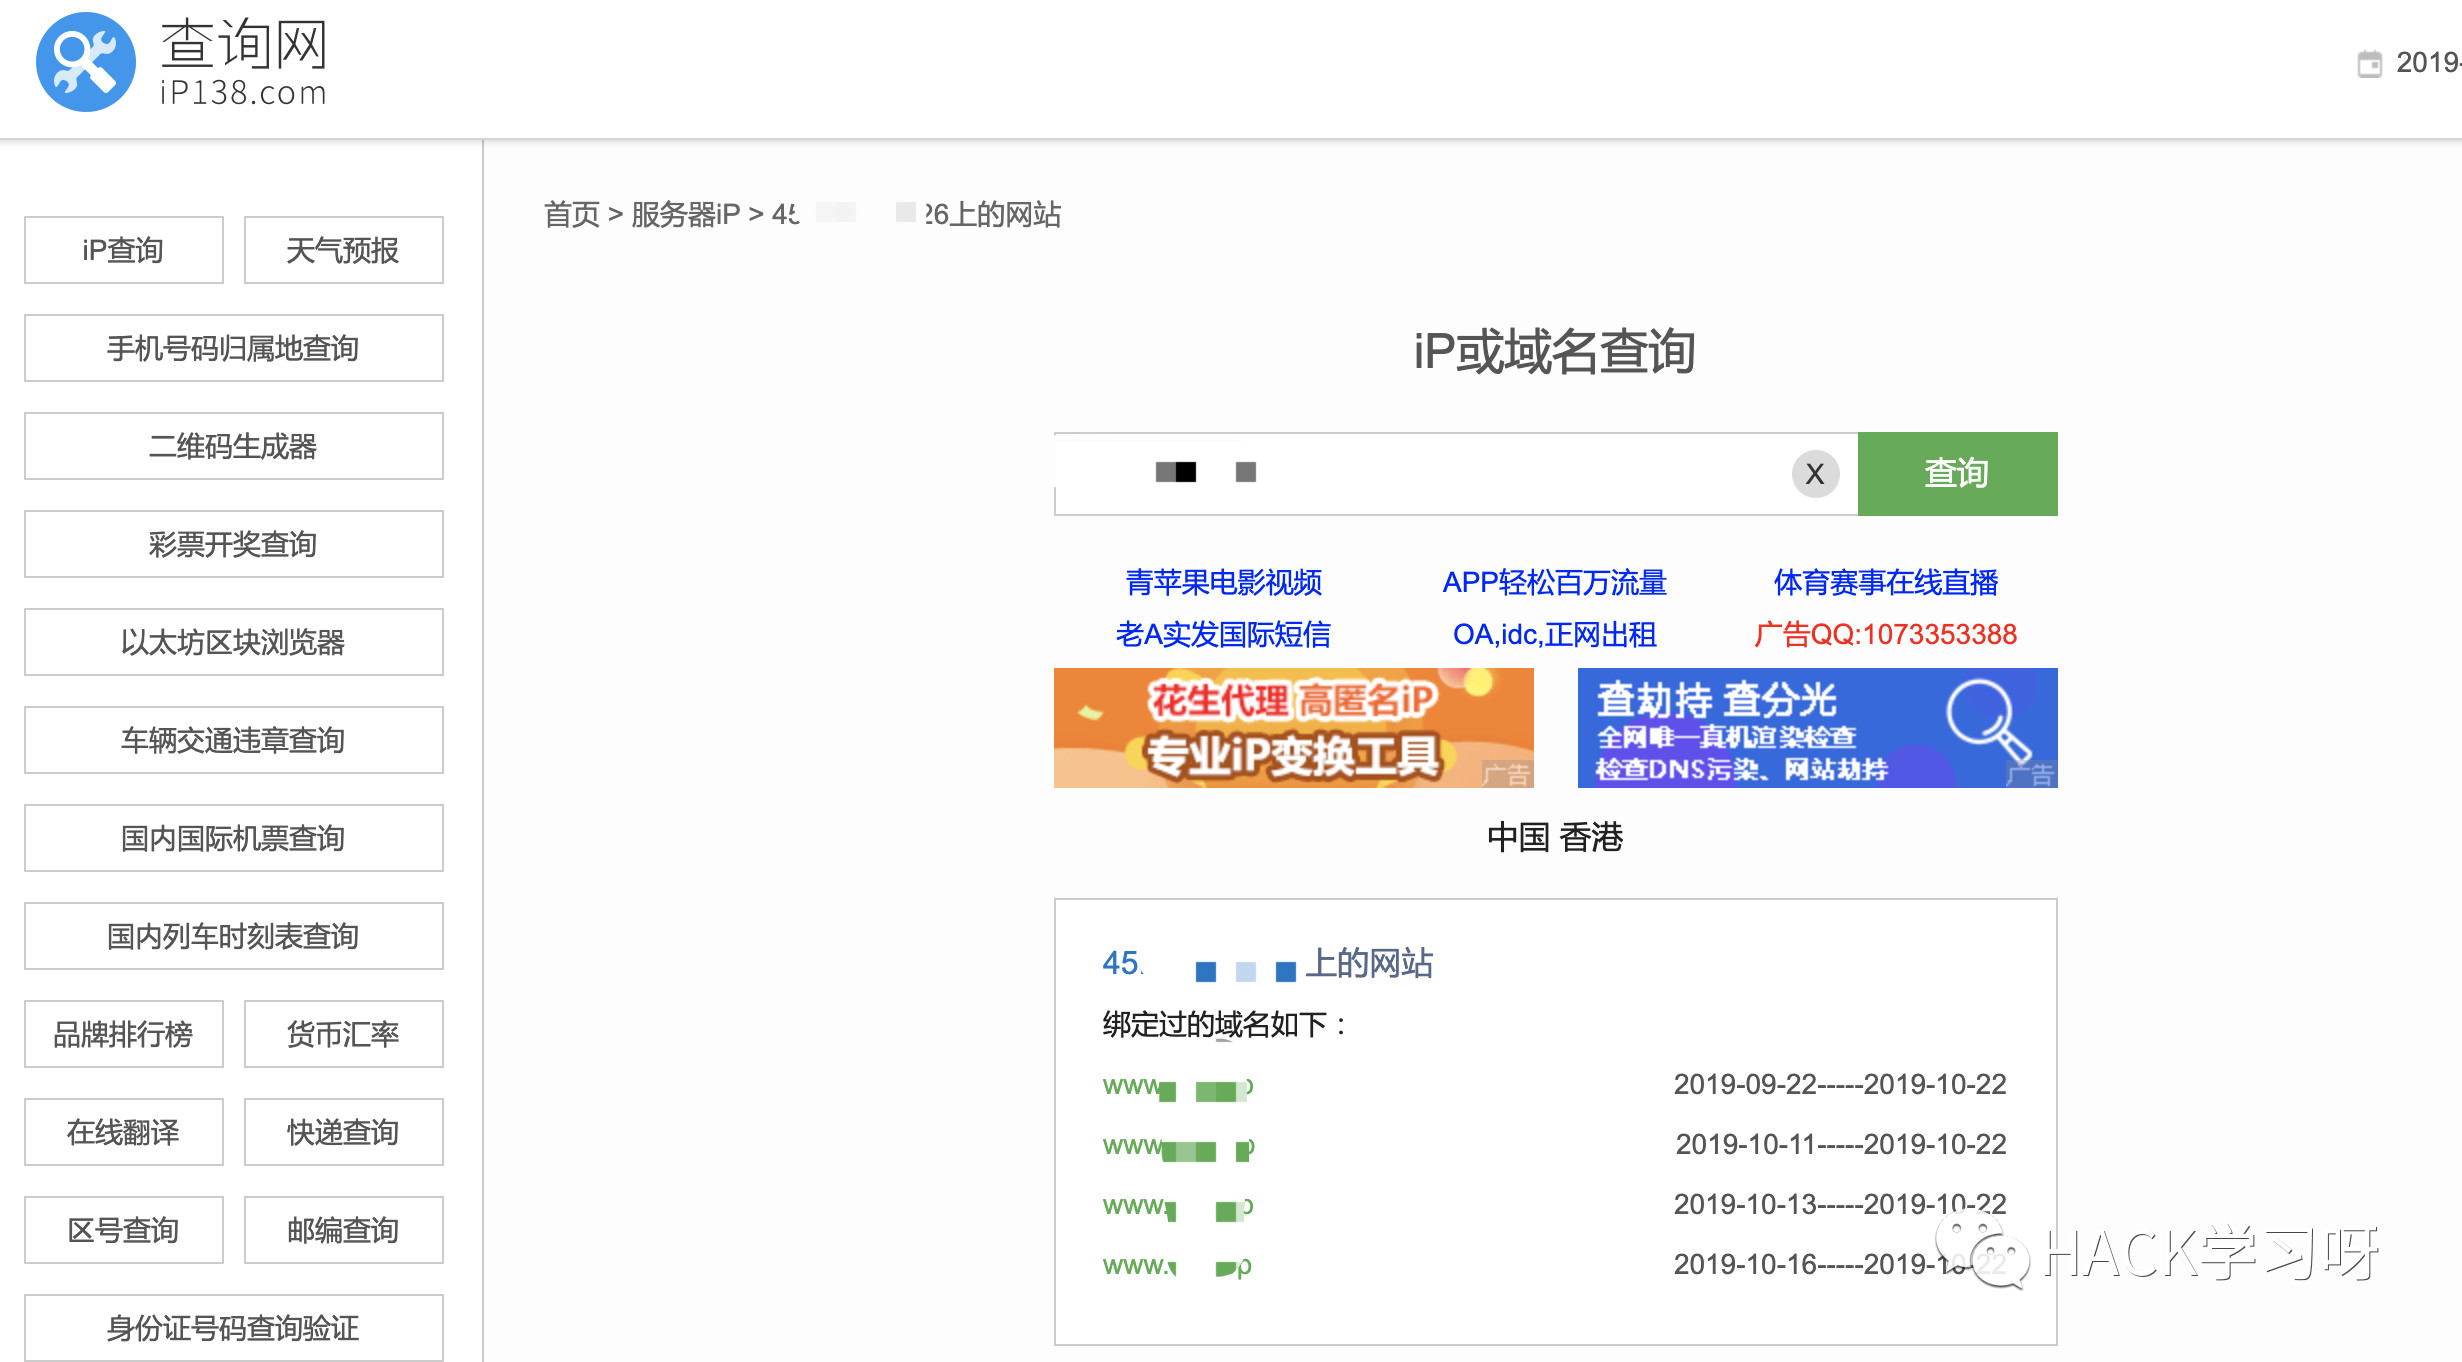 查询网
iP138.com
2019-
iP查询
天气预报
手机号码归属地查询
二维码生成器
彩票开奖查询
以太坊区块浏览器
车辆交通违章查询
国内国际机票查询
国内列车时刻表查询
品牌排行榜
货币汇率
在线翻译
快递查询
区号查询
邮编查询
身份证号码查询验证
首页 > 服务器iP > 45 26上的网站
iP或域名查询
X
查询
青苹果电影视频
APP轻松百万流量
体育赛事在线直播
老A实发国际短信
OA,idc,正网出租
广告QQ:1073353388
花生代理 高匿名iP
专业iP变换工具
广告
查劫持 查分光
全网唯一真机渲染检查
检查DNS污染、网站劫持
广告
中国 香港
45. 上的网站
绑定过的域名如下：
www. p
2019-09-22-----2019-10-22
www. p
2019-10-11-----2019-10-22
www. p
2019-10-13-----2019-10-22
www. p
2019-10-16-----2019-10-22
HACK学习呀